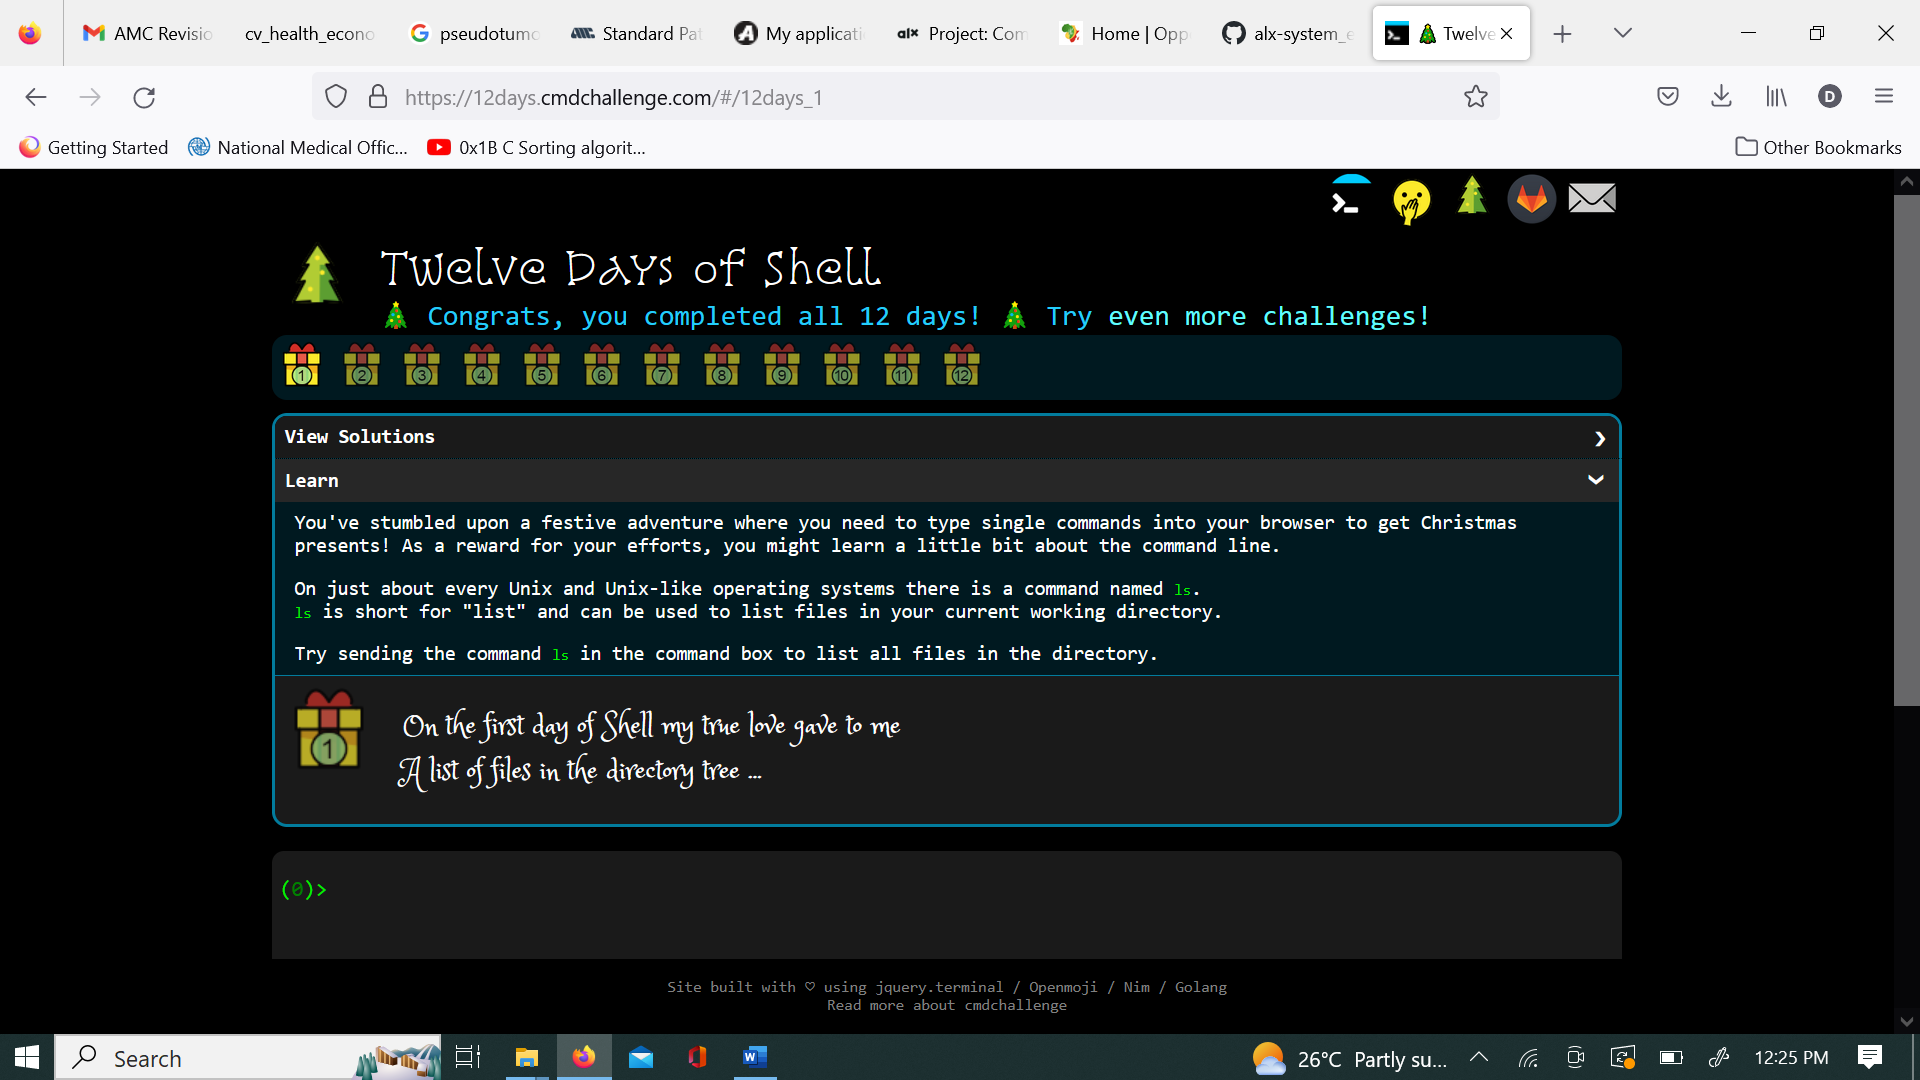 AMC Revisio
cv_health_econo
pseudotumo
Standard Pat
My applicati
alx Project: Com
Home | Opp
alx-system_e
Twelve
https://12days.cmdchallenge.com/#/12days_1
D
Getting Started
National Medical Offic...
0x1B C Sorting algorit...
Other Bookmarks
Twelve Days of Shell
Congrats, you completed all 12 days! Try even more challenges!
1 2 3 4 5 6 7 8 9 10 11 12
View Solutions
Learn
You've stumbled upon a festive adventure where you need to type single commands into your browser to get Christmas
presents! As a reward for your efforts, you might learn a little bit about the command line.
On just about every Unix and Unix-like operating systems there is a command named ls.
ls is short for "list" and can be used to list files in your current working directory.
Try sending the command ls in the command box to list all files in the directory.
1
On the first day of Shell my true love gave to me
A list of files in the directory tree ...
(0)>
Site built with ♡ using jquery.terminal / Openmoji / Nim / Golang
Read more about cmdchallenge
Search
26°C Partly su...
12:25 PM